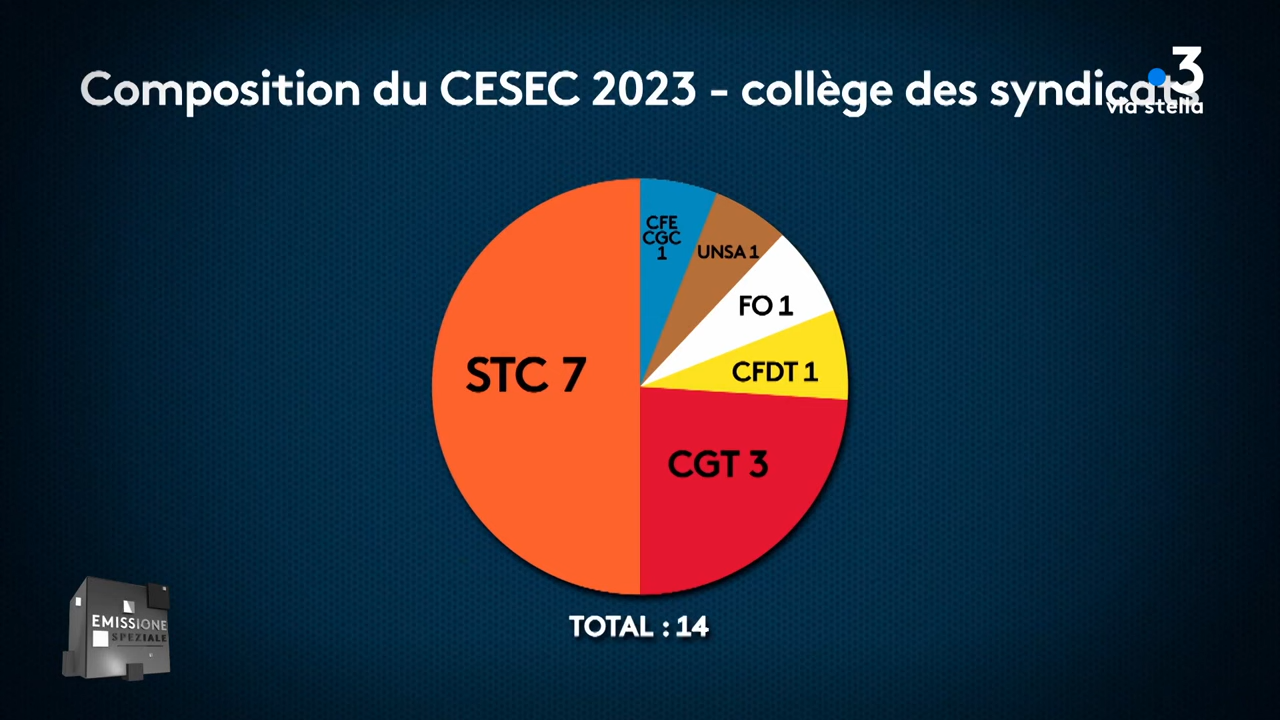 Composition du CESEC 2023 - collège des syndicats
3
via stella
CFE
CGC
1
UNSA 1
FO 1
CFDT 1
STC 7
CGT 3
TOTAL : 14
EMISSIONE
SPEZIALE